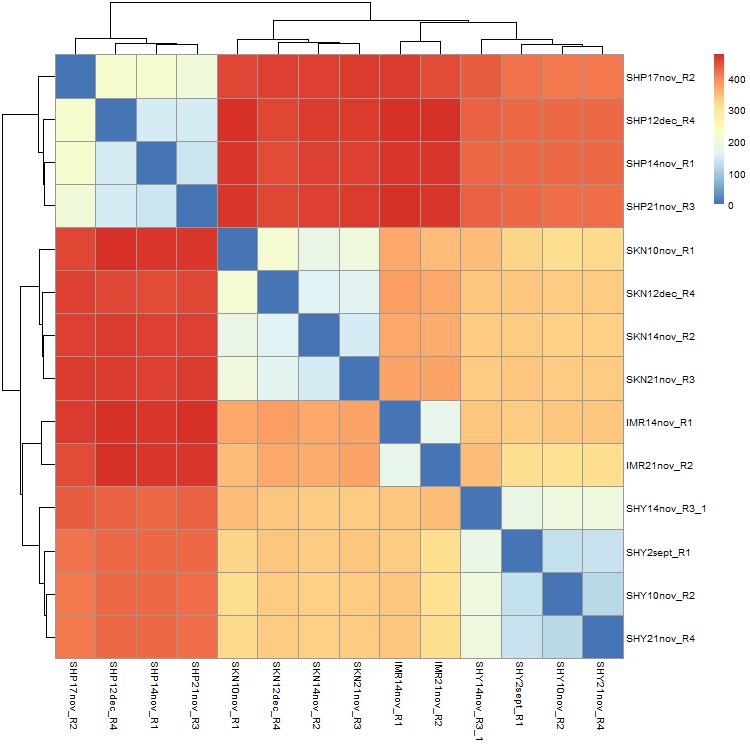 400
300
200
100
0
SHP17nov_R2
SHP12dec_R4
SHP14nov_R1
SHP21nov_R3
SKN10nov_R1
SKN12dec_R4
SKN14nov_R2
SKN21nov_R3
IMR14nov_R1
IMR21nov_R2
SHY14nov_R3_1
SHY2sept_R1
SHY10nov_R2
SHY21nov_R4
SHP17nov_R2
SHP12dec_R4
SHP14nov_R1
SHP21nov_R3
SKN10nov_R1
SKN12dec_R4
SKN14nov_R2
SKN21nov_R3
IMR14nov_R1
IMR21nov_R2
SHY14nov_R3_1
SHY2sept_R1
SHY10nov_R2
SHY21nov_R4